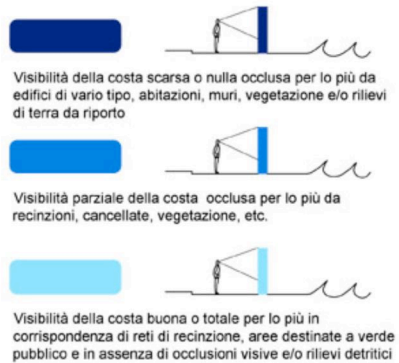 Visibilità della costa scarsa o nulla occlusa per lo più da
edifici di vario tipo, abitazioni, muri, vegetazione e/o rilievi
di terra da riporto
Visibilità parziale della costa occlusa per lo più da
recinzioni, cancellate, vegetazione, etc.
Visibilità della costa buona o totale per lo più in
corrispondenza di reti di recinzione, aree destinate a verde
pubblico e in assenza di occlusioni visive e/o rilievi detritici